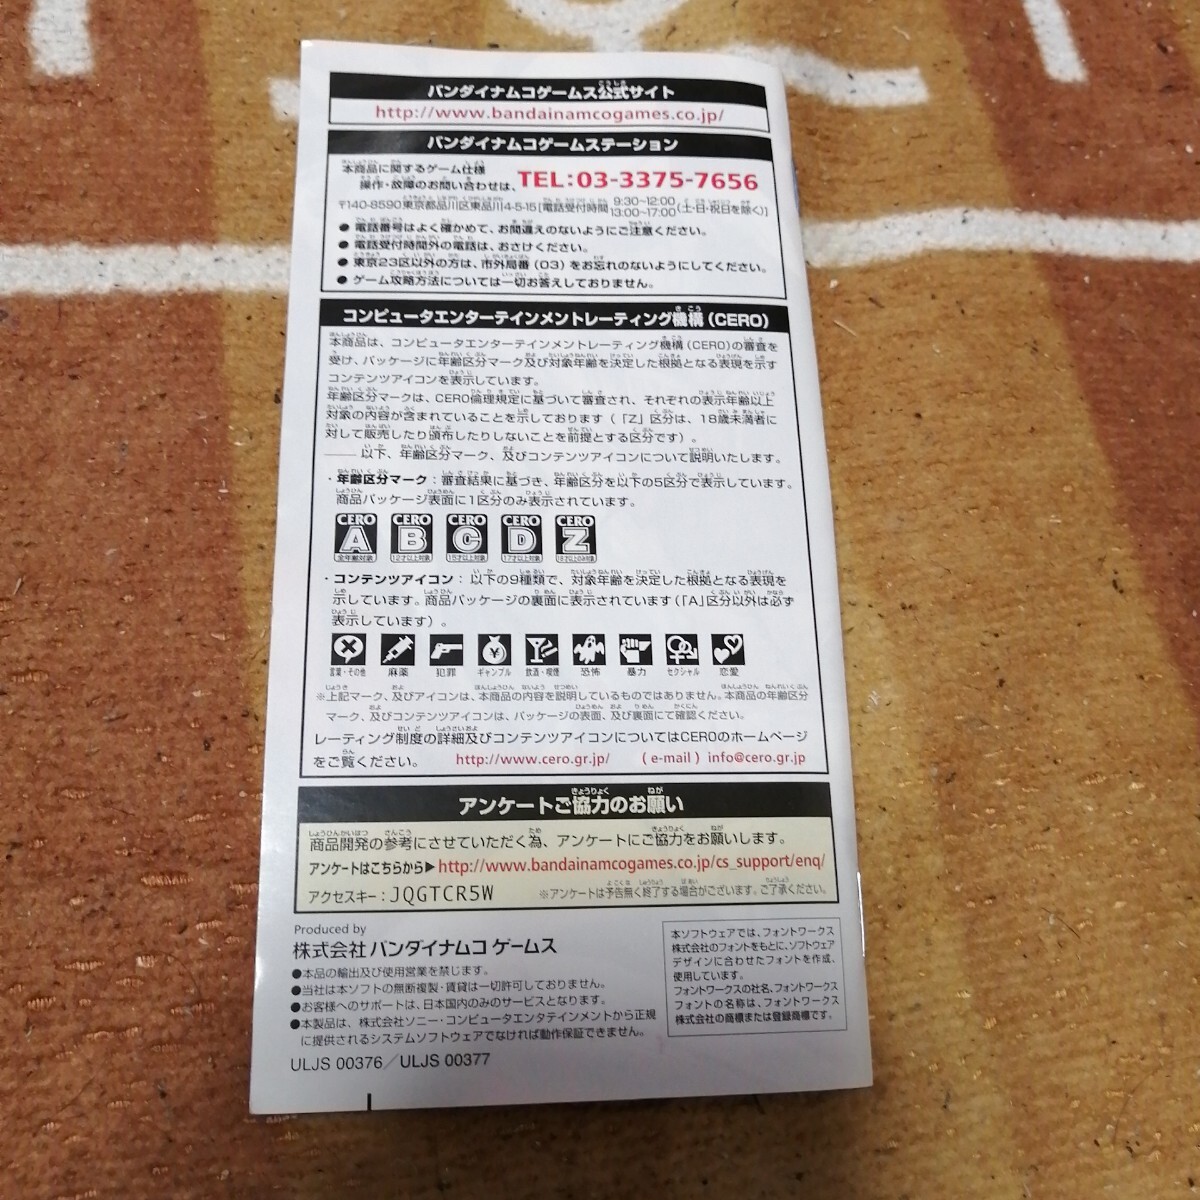 バンダイナムコゲームス公式サイト
http://www.bandainamcogames.co.jp/
バンダイナムコゲームステーション
本商品に関するゲーム仕様
操作・故障のお問い合わせは、TEL:03-3375-7656
〒140-8590東京都品川区東品川4-5-15[電話受付時間 9:30~12:00 13:00~17:00(土・日・祝日を除く)]
● 電話番号はよく確かめて、お間違えのないようにご注意ください。
● 電話受付時間外の電話は、おさけください。
● 東京23区以外の方は、市外局番(03)をお忘れのないようにしてください。
● ゲーム攻略方法については一切お答えしておりません。
コンピュータエンターテインメントレーティング機構(CERO)
本商品は、コンピュータエンターテインメントレーティング機構(CERO)の審査を
受け、パッケージに年齢区分マーク及び対象年齢を決定した根拠となる表現を示す
コンテンツアイコンを表示しています。
年齢区分マークは、CERO倫理規定に基づいて審査され、それぞれの表示年齢以上
対象の内容が含まれていることを示しております(「Z」区分は、18歳未満者に
対して販売したり頒布したりしないことを前提とする区分です)。
――以下、年齢区分マーク、及びコンテンツアイコンについて説明いたします。
・年齢区分マーク:審査結果に基づき、年齢区分を以下の5区分で表示しています。
商品パッケージ表面に1区分のみ表示されています。
CERO A 全年齢対象 CERO B 12才以上対象 CERO C 15才以上対象 CERO D 17才以上対象 CERO Z 18才以上のみ対象
・コンテンツアイコン:以下の9種類で、対象年齢を決定した根拠となる表現を
示しています。商品パッケージの裏面に表示されています(「A」区分以外は必ず
表示しています)。
言葉・その他 麻薬 犯罪 ギャンブル 飲酒・喫煙 恐怖 暴力 セクシャル 恋愛
※上記マーク、及びアイコンは、本商品の内容を説明しているものではありません。本商品の年齢区分
マーク、及びコンテンツアイコンは、パッケージの表面、及び裏面にて確認ください。
レーティング制度の詳細及びコンテンツアイコンについてはCEROのホームページ
をご覧ください。 http://www.cero.gr.jp/ (e-mail) info@cero.gr.jp
アンケートご協力のお願い
商品開発の参考にさせていただく為、アンケートにご協力をお願いします。
アンケートはこちらから▶http://www.bandainamcogames.co.jp/cs_support/enq/
アクセスキー:JQGTCR5W ※アンケートは予告無く終了する場合がございます。ご了承ください。
Produced by
株式会社 バンダイナムコ ゲームス
●本品の輸出及び使用営業を禁じます。
●当社は本ソフトの無断複製・賃貸は一切許可しておりません。
●お客様へのサポートは、日本国内のみのサービスとなります。
●本製品は、株式会社ソニー・コンピュータエンタテインメントから正規
に提供されるシステムソフトウェアでなければ動作保証できません。
ULJS 00376/ULJS 00377
本ソフトウェアでは、フォントワークス
株式会社のフォントをもとに、ソフトウェア
デザインに合わせたフォントを作成、
使用しています。
フォントワークスの社名、フォントワークス
フォントの名称は、フォントワークス
株式会社の商標または登録商標です。